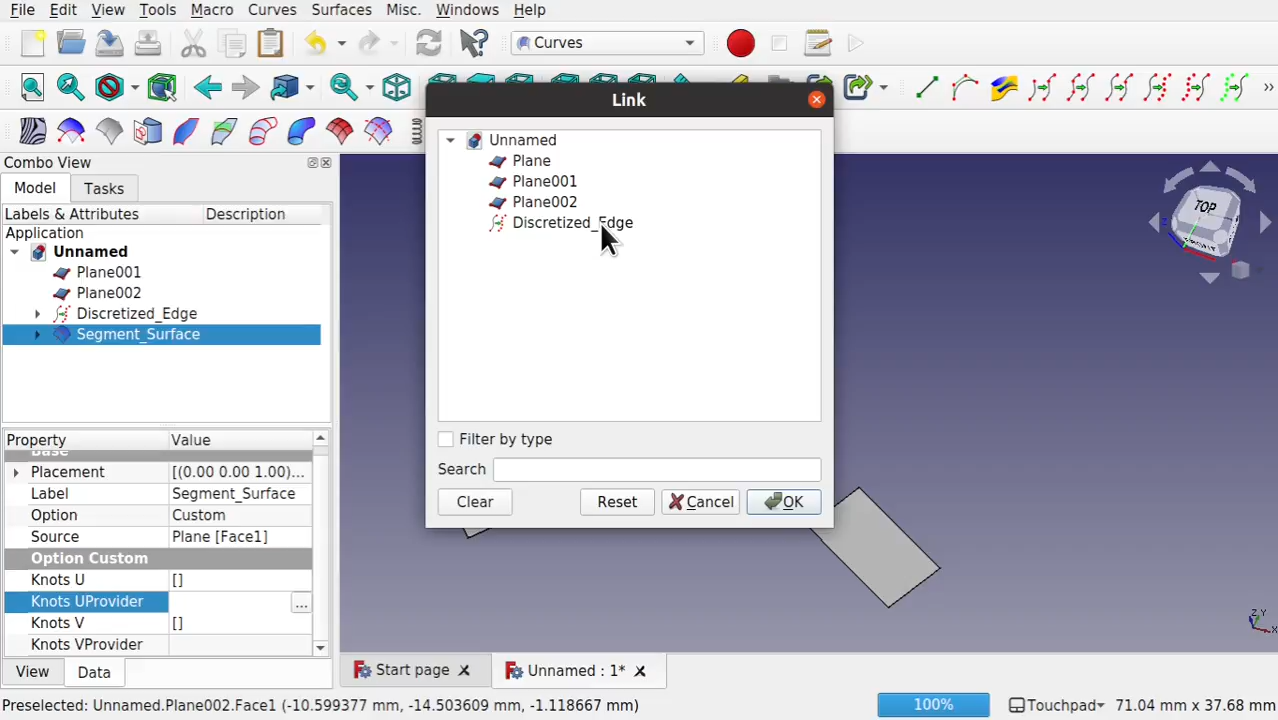 File Edit View Tools Macro Curves Surfaces Misc. Windows Help
Curves
Combo View
Model Tasks
Labels & Attributes Description
Application
Unnamed
Plane001
Plane002
Discretized_Edge
Segment_Surface
Property Value
Base
Placement [(0.00 0.00 1.00)...
Label Segment_Surface
Option Custom
Source Plane [Face1]
Option Custom
Knots U []
Knots UProvider ...
Knots V []
Knots VProvider
View Data
Link
Unnamed
Plane
Plane001
Plane002
Discretized_Edge
Filter by type
Search
Clear Reset Cancel OK
TOP
Z Y
X
Start page Unnamed : 1*
Preselected: Unnamed.Plane002.Face1 (-10.599377 mm, -14.503609 mm, -1.118667 mm) 100% Touchpad 71.04 mm x 37.68 mm